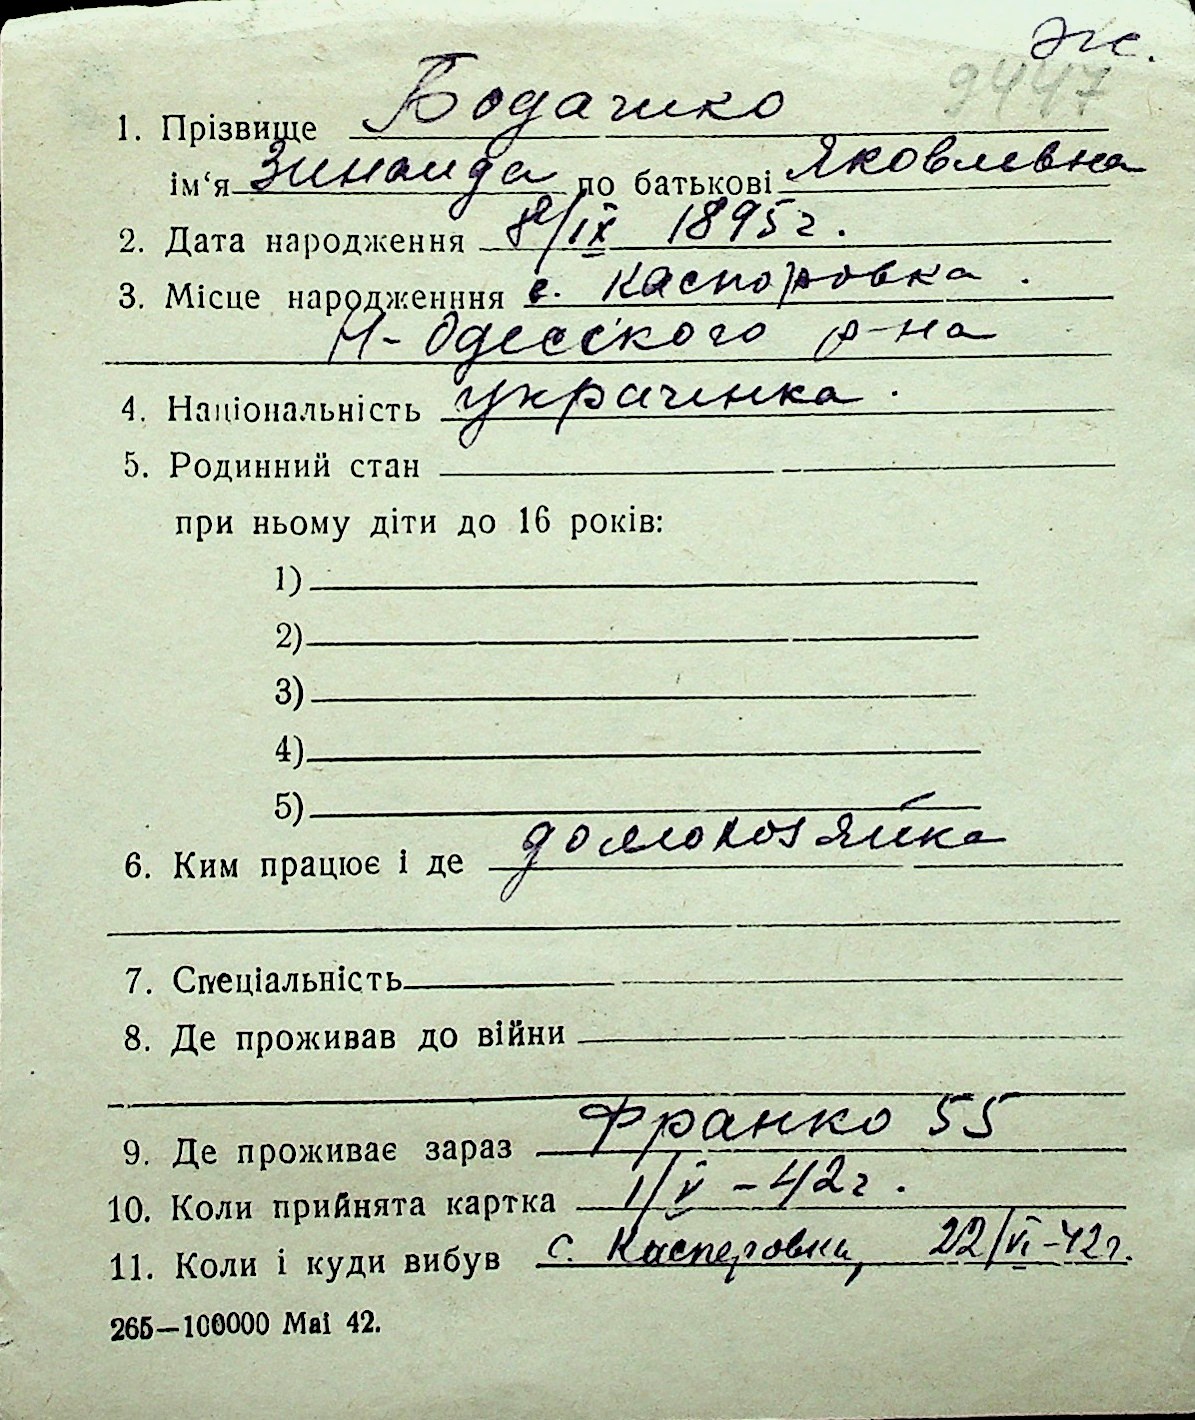 Ж.
9447
1. Прізвище Бодачико
ім'я Зинаида по батькові Яковлевна
2. Дата народження 8/IX 1895г.
3. Місце народженння с. Каспоровка.
Н-Одесского р-на
4. Національність украинка.
5. Родинний стан
при ньому діти до 16 років:
1)
2)
3)
4)
5)
6. Ким працює і де домохозяйка
7. Спеціальність
8. Де проживав до війни
9. Де проживає зараз Франко 55
10. Коли прийнята картка 1/V-42г.
11. Коли і куди вибув с. Касперовка, 22/VI-42г.
265—100000 Mai 42.